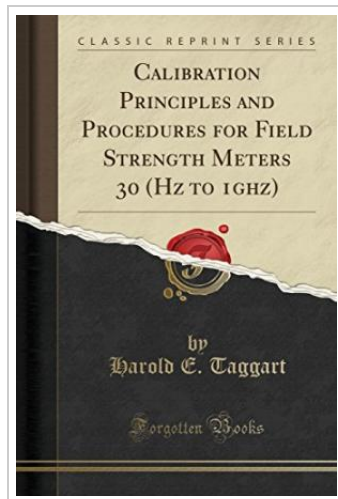 CLASSIC REPRINT SERIES
CALIBRATION
PRINCIPLES AND
PROCEDURES FOR FIELD
STRENGTH METERS
30 (HZ TO 1GHZ)
by
Harold E. Taggart
Forgotten Books